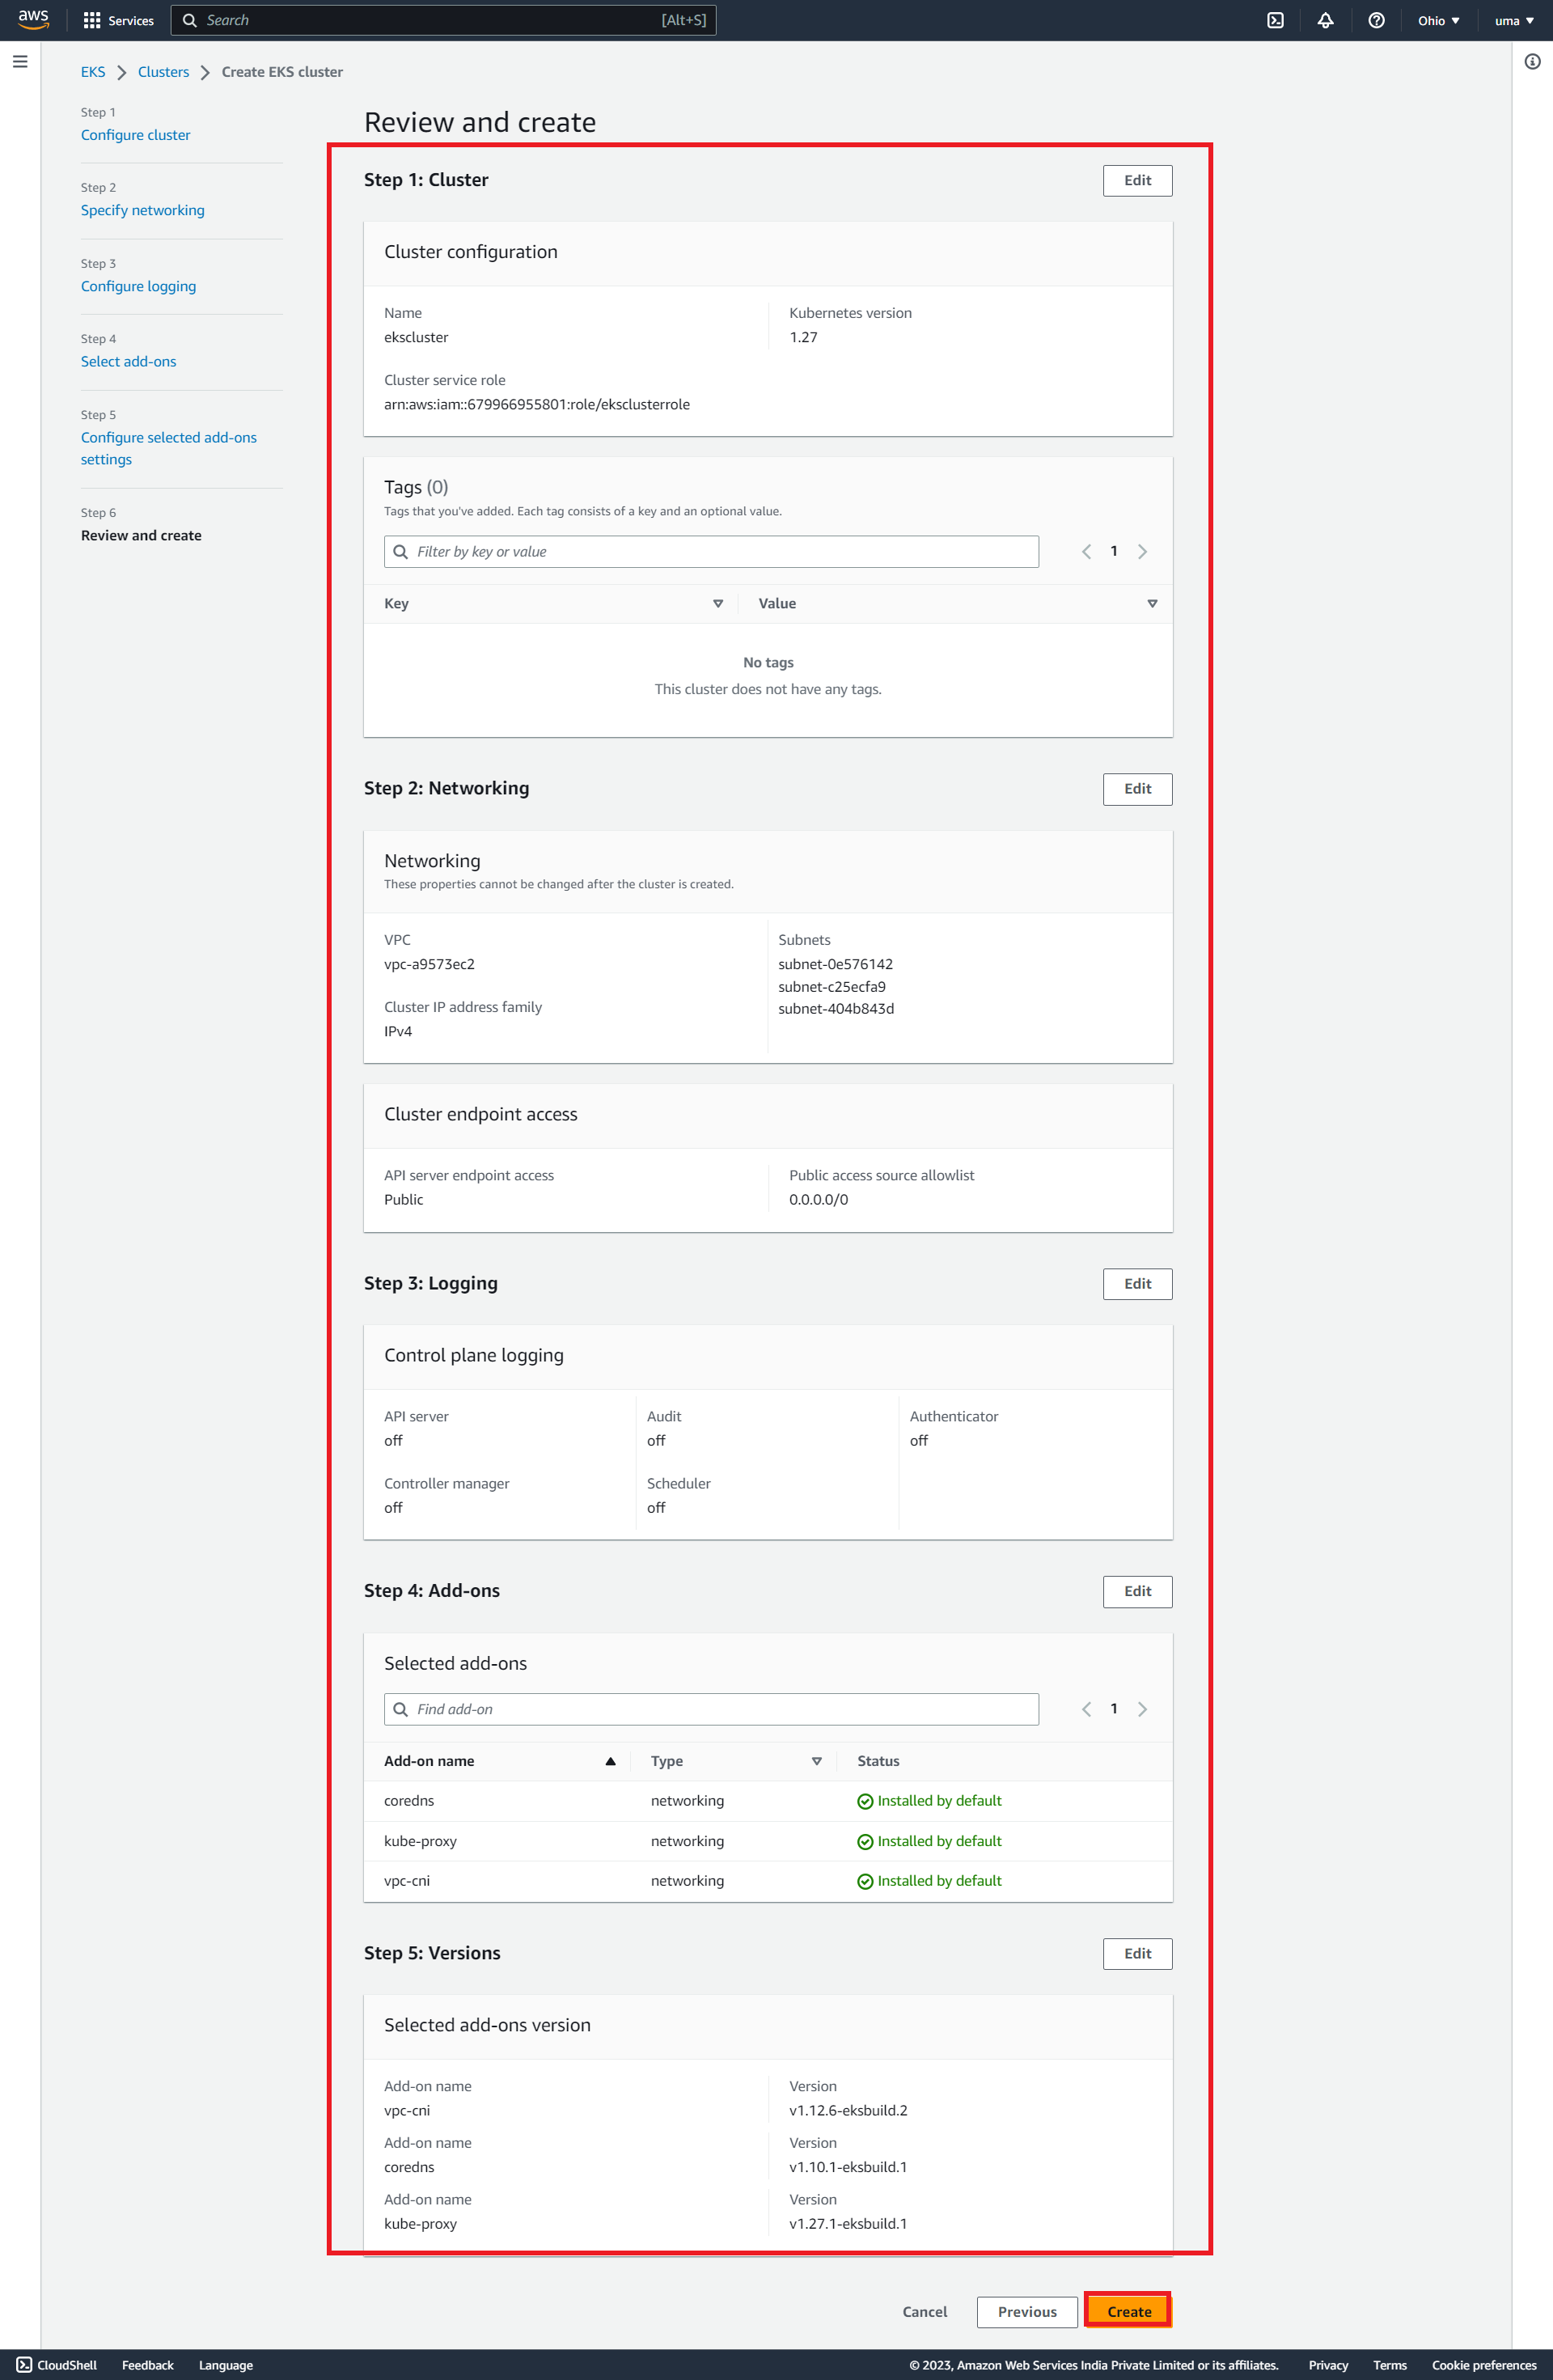 aws
Services
Search
[Alt+S]
Ohio
uma
EKS
Clusters
Create EKS cluster
Step 1
Configure cluster
Step 2
Specify networking
Step 3
Configure logging
Step 4
Select add-ons
Step 5
Configure selected add-ons
settings
Step 6
Review and create
Review and create
Step 1: Cluster
Edit
Cluster configuration
Name
ekscluster
Kubernetes version
1.27
Cluster service role
arn:aws:iam::679966955801:role/eksclusterrole
Tags (0)
Tags that you've added. Each tag consists of a key and an optional value.
Filter by key or value
1
Key
Value
No tags
This cluster does not have any tags.
Step 2: Networking
Edit
Networking
These properties cannot be changed after the cluster is created.
VPC
vpc-a9573ec2
Cluster IP address family
IPv4
Subnets
subnet-0e576142
subnet-c25ecfa9
subnet-404b843d
Cluster endpoint access
API server endpoint access
Public
Public access source allowlist
0.0.0.0/0
Step 3: Logging
Edit
Control plane logging
API server
off
Audit
off
Authenticator
off
Controller manager
off
Scheduler
off
Step 4: Add-ons
Edit
Selected add-ons
Find add-on
1
Add-on name
Type
Status
coredns
networking
Installed by default
kube-proxy
networking
Installed by default
vpc-cni
networking
Installed by default
Step 5: Versions
Edit
Selected add-ons version
Add-on name
vpc-cni
Version
v1.12.6-eksbuild.2
Add-on name
coredns
Version
v1.10.1-eksbuild.1
Add-on name
kube-proxy
Version
v1.27.1-eksbuild.1
Cancel
Previous
Create
CloudShell
Feedback
Language
© 2023, Amazon Web Services India Private Limited or its affiliates.
Privacy
Terms
Cookie preferences